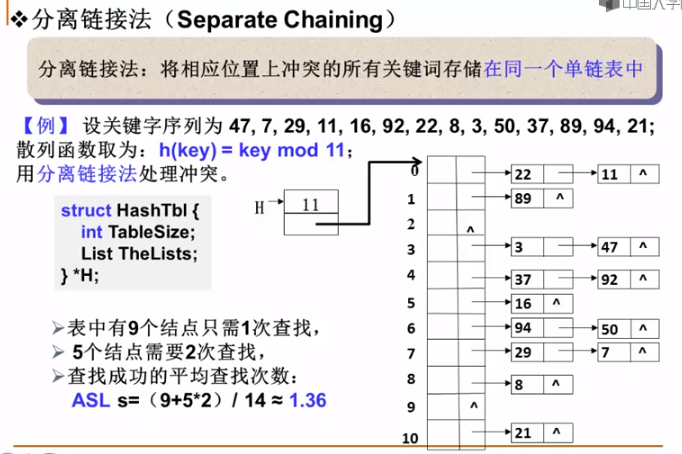 中国大学
❖分离链接法（Separate Chaining）
分离链接法：将相应位置上冲突的所有关键词存储在同一个单链表中
【例】 设关键字序列为 47, 7, 29, 11, 16, 92, 22, 8, 3, 50, 37, 89, 94, 21;
散列函数取为：h(key) = key mod 11；
用分离链接法处理冲突。
struct HashTbl {
int TableSize;
List TheLists;
} *H;
H
11
0 22 11 ^
1 89 ^
2 ^
3 3 47 ^
4 37 92 ^
5 16 ^
6 94 50 ^
7 29 7 ^
8 8 ^
9 ^
10 21 ^
➢表中有9个结点只需1次查找，
➢ 5个结点需要2次查找，
➢查找成功的平均查找次数：
ASL s=（9+5*2）/ 14 ≈ 1.36